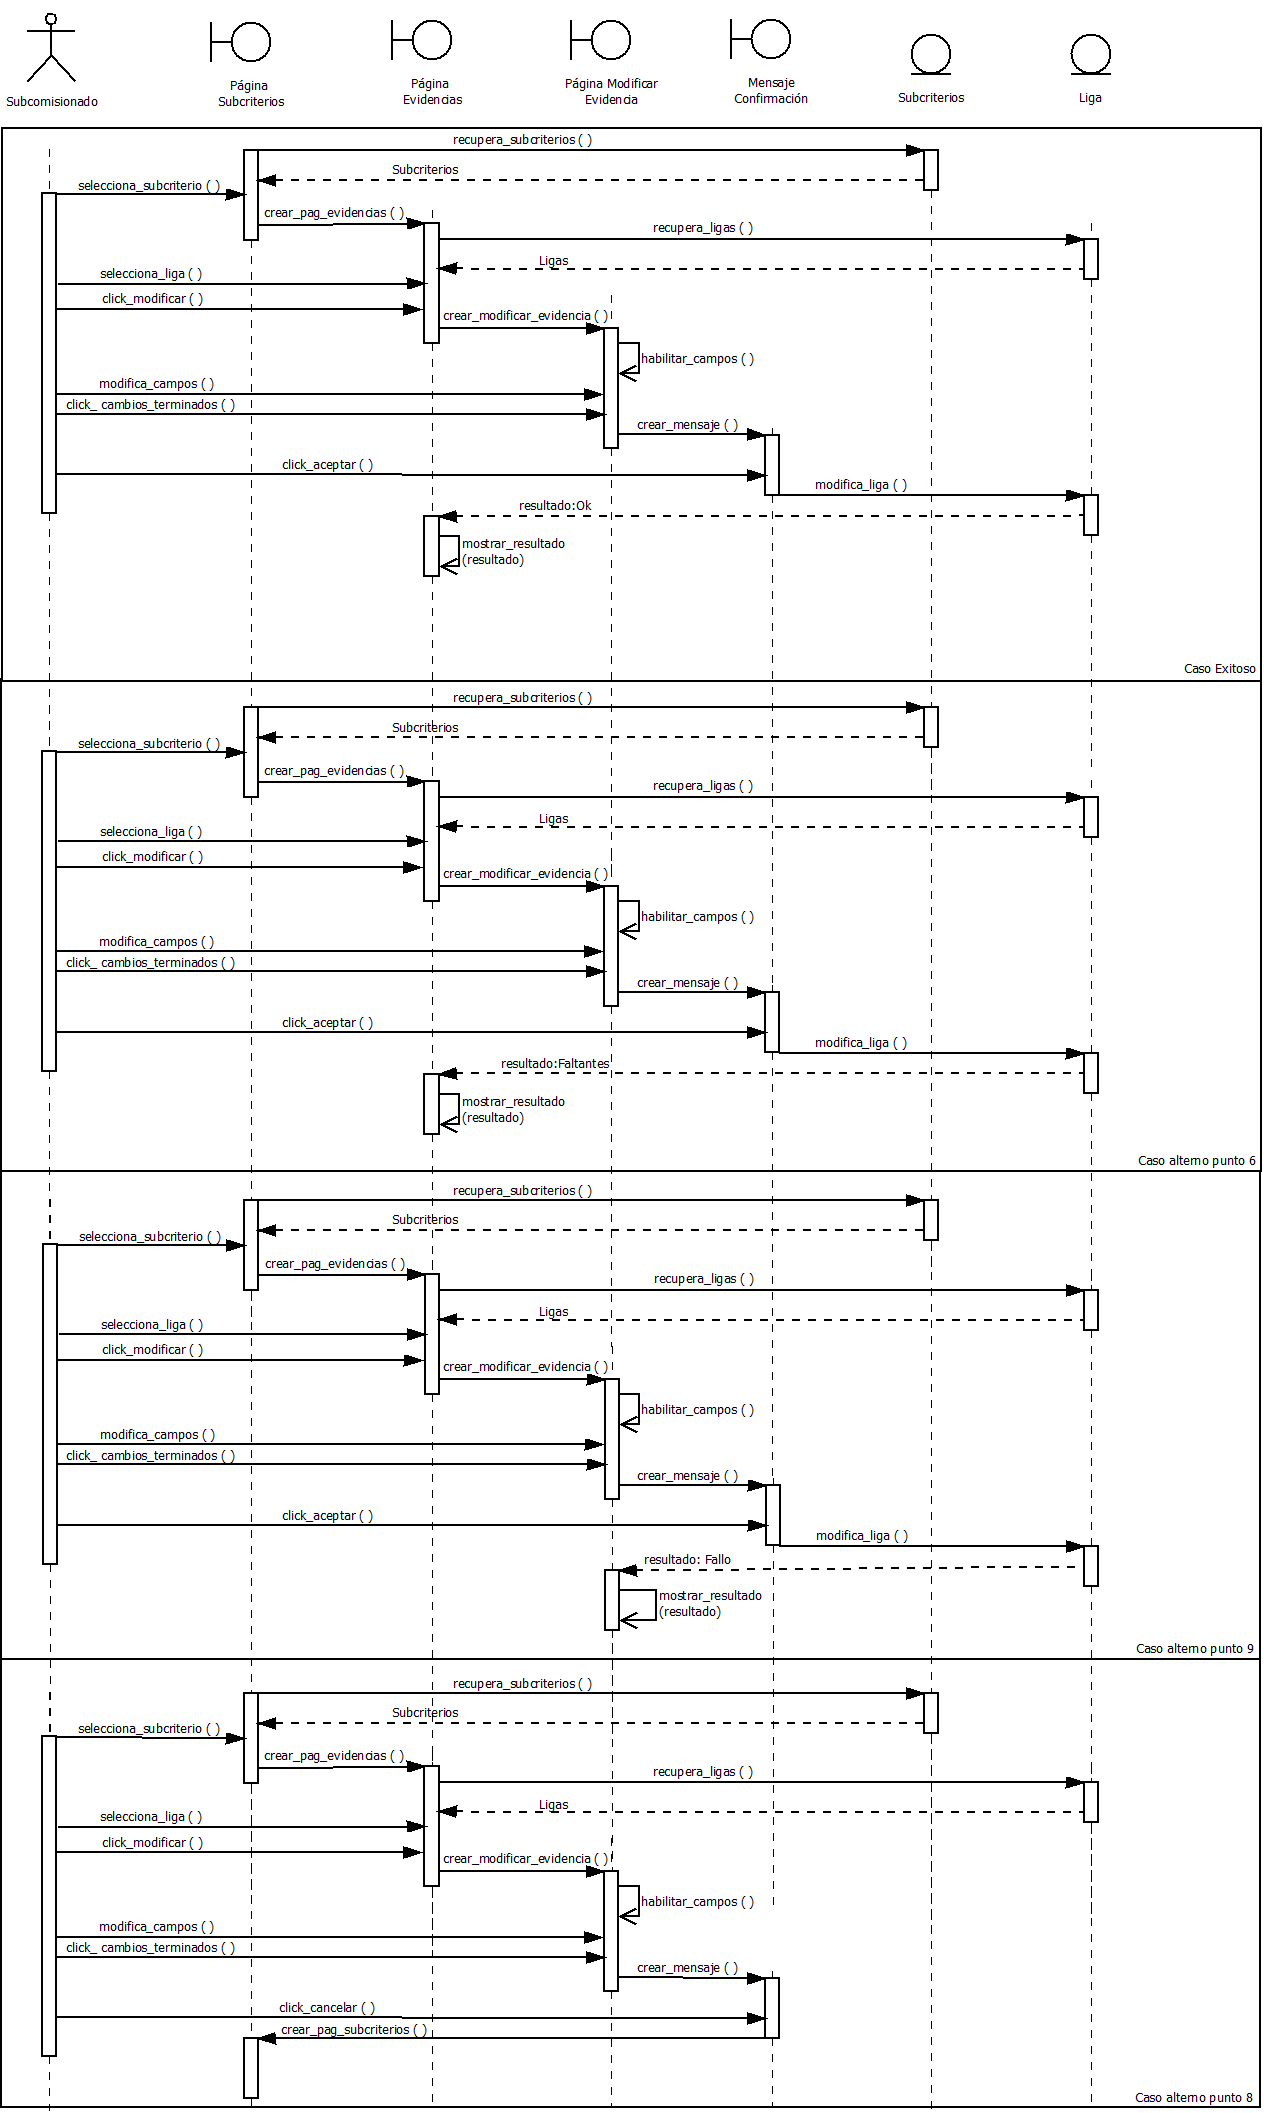 Subcomisionado
Página
Subcriterios
Página
Evidencias
Página Modificar
Evidencia
Mensaje
Confirmación
Subcriterios
Liga
recupera_subcriterios ( )
Subcriterios
selecciona_subcriterio ( )
crear_pag_evidencias ( )
recupera_ligas ( )
Ligas
selecciona_liga ( )
click_modificar ( )
crear_modificar_evidencia ( )
habilitar_campos ( )
modifica_campos ( )
click_ cambios_terminados ( )
crear_mensaje ( )
click_aceptar ( )
modifica_liga ( )
resultado:Ok
mostrar_resultado
(resultado)
Caso Exitoso
recupera_subcriterios ( )
Subcriterios
selecciona_subcriterio ( )
crear_pag_evidencias ( )
recupera_ligas ( )
Ligas
selecciona_liga ( )
click_modificar ( )
crear_modificar_evidencia ( )
habilitar_campos ( )
modifica_campos ( )
click_ cambios_terminados ( )
crear_mensaje ( )
click_aceptar ( )
modifica_liga ( )
resultado:Faltantes
mostrar_resultado
(resultado)
Caso alterno punto 6
recupera_subcriterios ( )
Subcriterios
selecciona_subcriterio ( )
crear_pag_evidencias ( )
recupera_ligas ( )
Ligas
selecciona_liga ( )
click_modificar ( )
crear_modificar_evidencia ( )
habilitar_campos ( )
modifica_campos ( )
click_ cambios_terminados ( )
crear_mensaje ( )
click_aceptar ( )
modifica_liga ( )
resultado: Fallo
mostrar_resultado
(resultado)
Caso alterno punto 9
recupera_subcriterios ( )
Subcriterios
selecciona_subcriterio ( )
crear_pag_evidencias ( )
recupera_ligas ( )
Ligas
selecciona_liga ( )
click_modificar ( )
crear_modificar_evidencia ( )
habilitar_campos ( )
modifica_campos ( )
click_ cambios_terminados ( )
crear_mensaje ( )
click_cancelar ( )
crear_pag_subcriterios ( )
Caso alterno punto 8